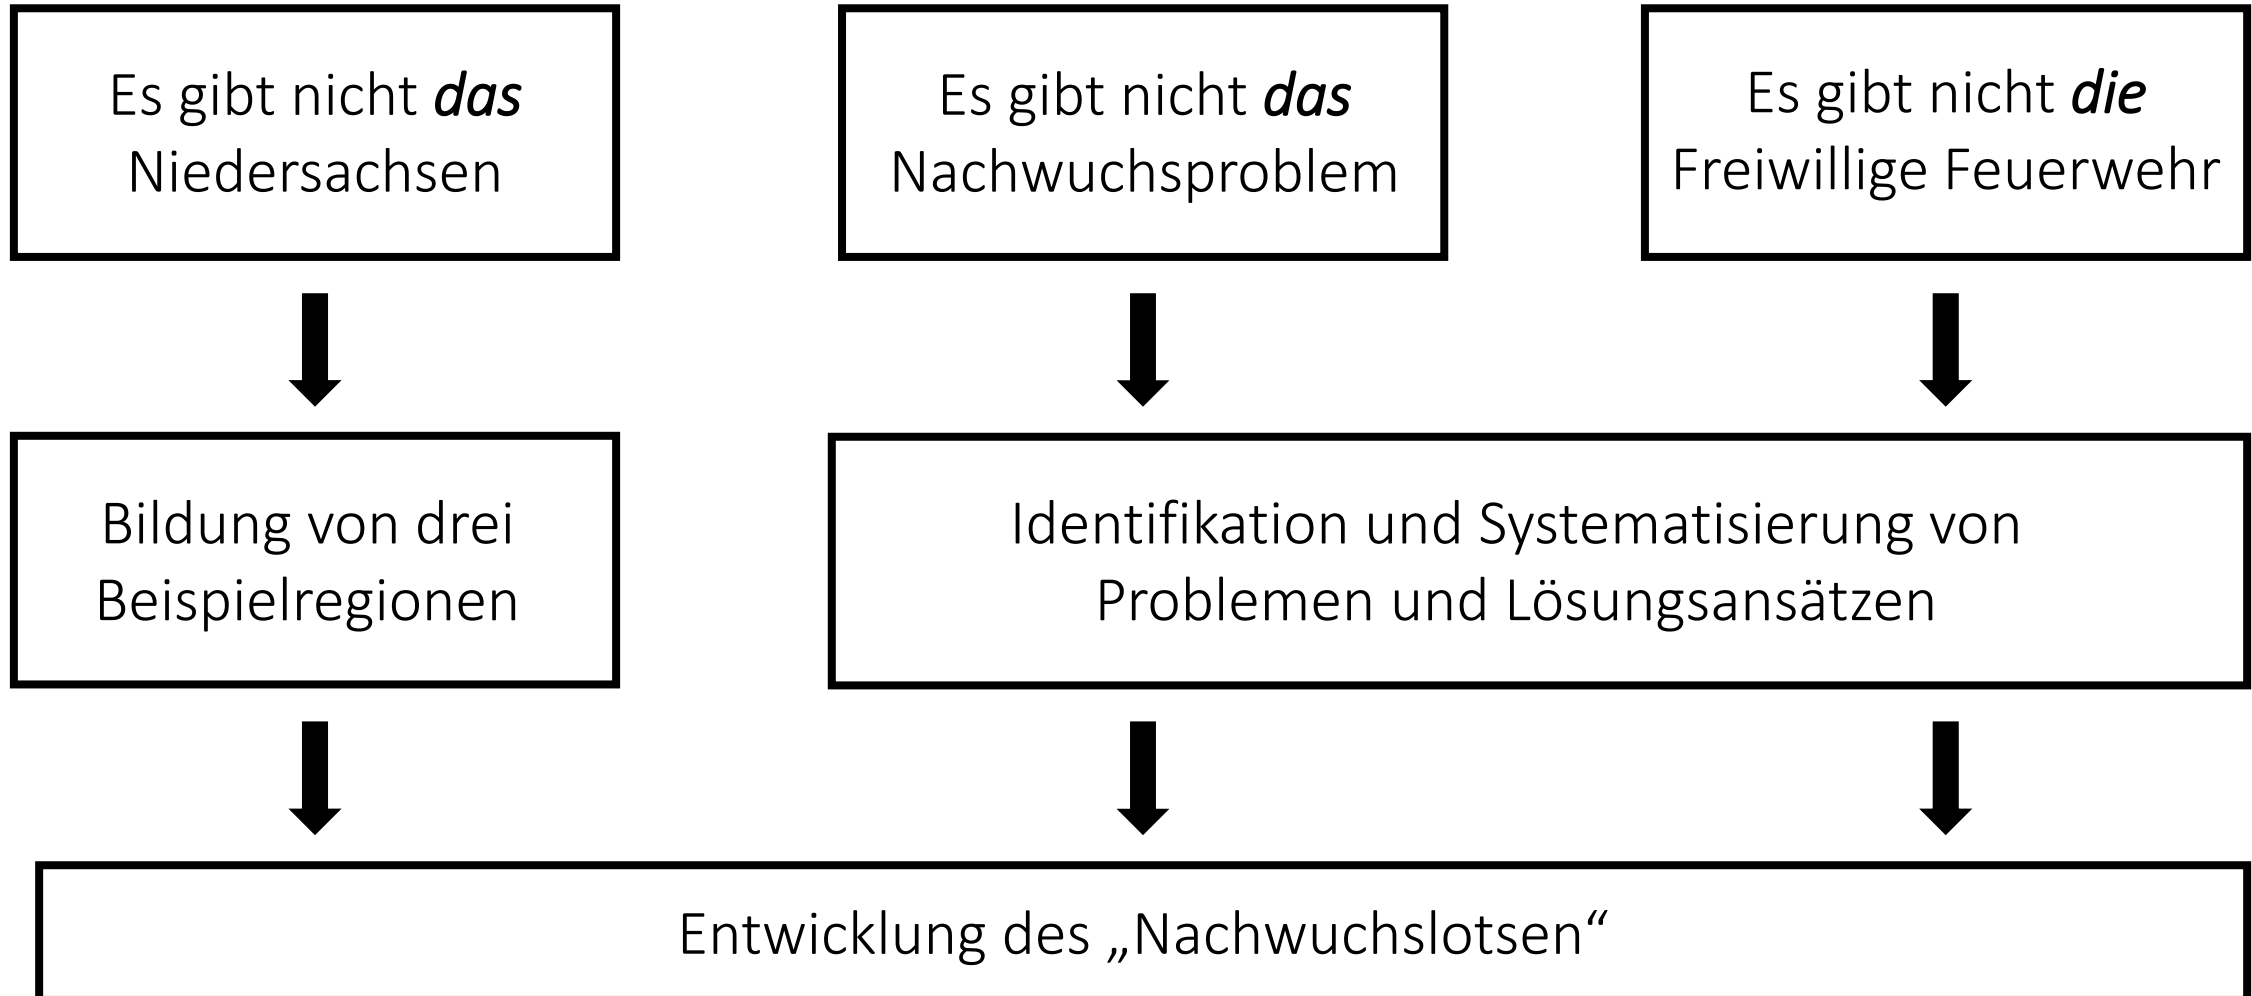 Es gibt nicht das
Niedersachsen
Es gibt nicht das
Nachwuchsproblem
Es gibt nicht die
Freiwillige Feuerwehr
Bildung von drei
Beispielregionen
Identifikation und Systematisierung von
Problemen und Lösungsansätzen
Entwicklung des „Nachwuchslotsen“